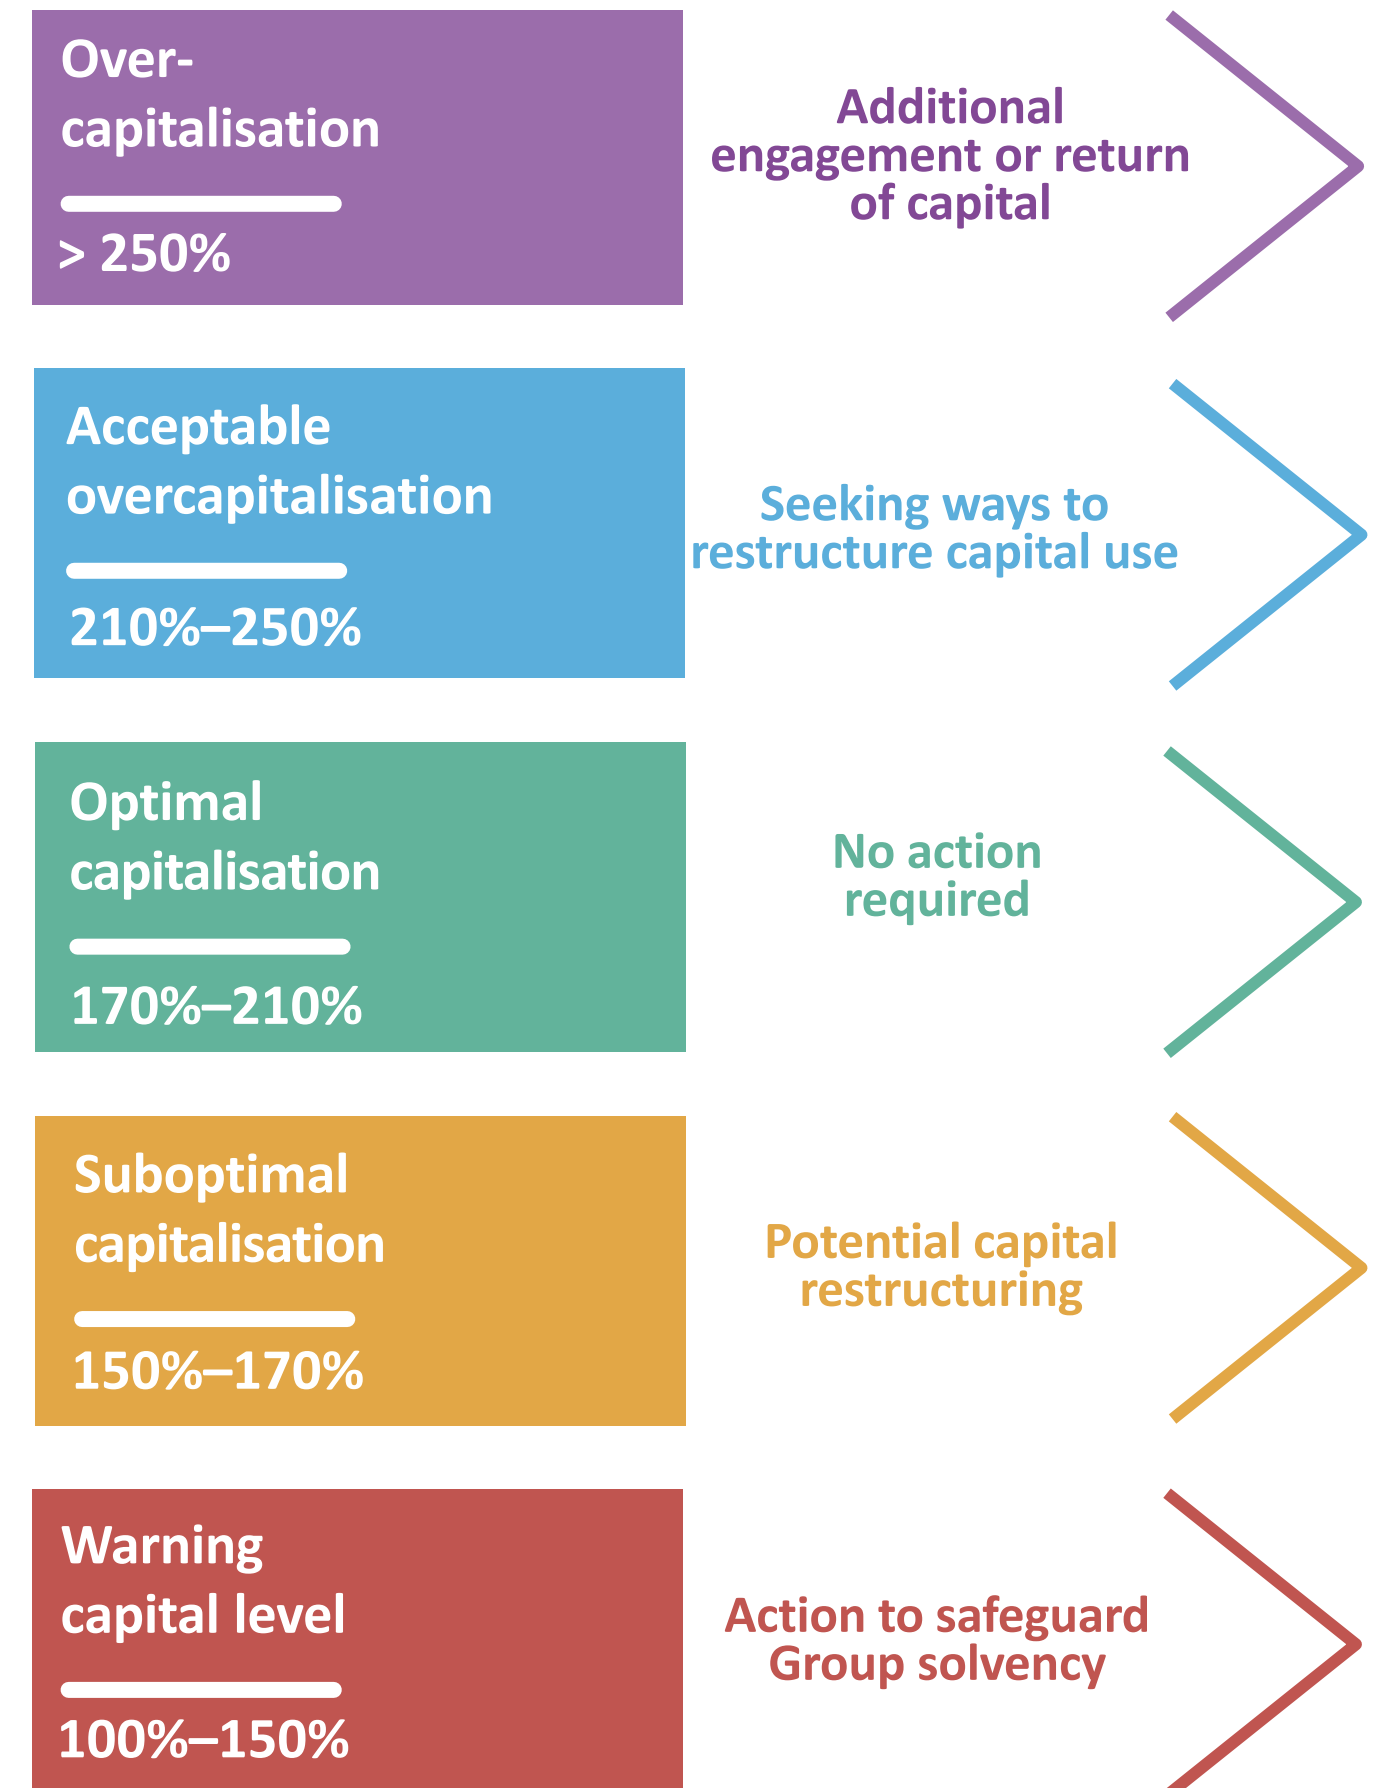 Over-
capitalisation
> 250%
Additional
engagement or return
of capital
Acceptable
overcapitalisation
210%–250%
Seeking ways to
restructure capital use
Optimal
capitalisation
170%–210%
No action
required
Suboptimal
capitalisation
150%–170%
Potential capital
restructuring
Warning
capital level
100%–150%
Action to safeguard
Group solvency